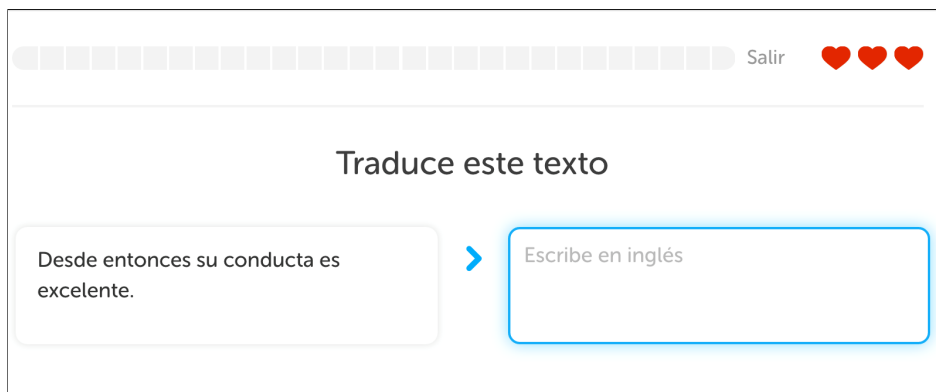 Salir
Traduce este texto
Desde entonces su conducta es
excelente.
Escribe en inglés